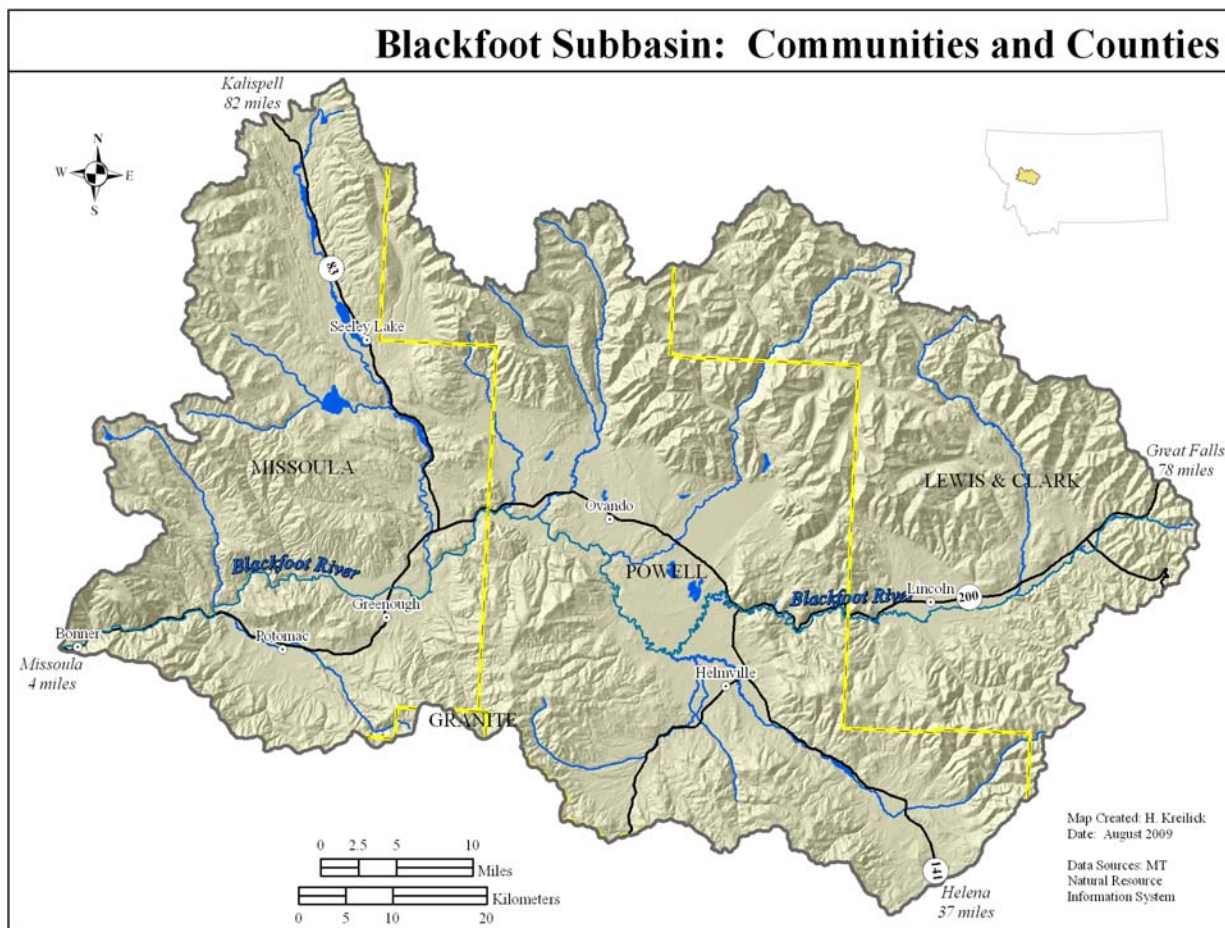 Blackfoot Subbasin: Communities and Counties
Kalispell
82 miles
N
W
E
S
83
Seeley Lake
Great Falls
78 miles
MISSOULA
LEWIS & CLARK
Ovando
Blackfoot River
POWELL
Blackfoot River
Lincoln
200
Greenough
Bonner
Potomac
Missoula
4 miles
Helmville
GRANITE
Map Created: H. Kreilick
Date: August 2009
0 2.5 5 10
Miles
Data Sources: MT
Natural Resource
Information System
141
Kilometers
0 5 10 20
Helena
37 miles